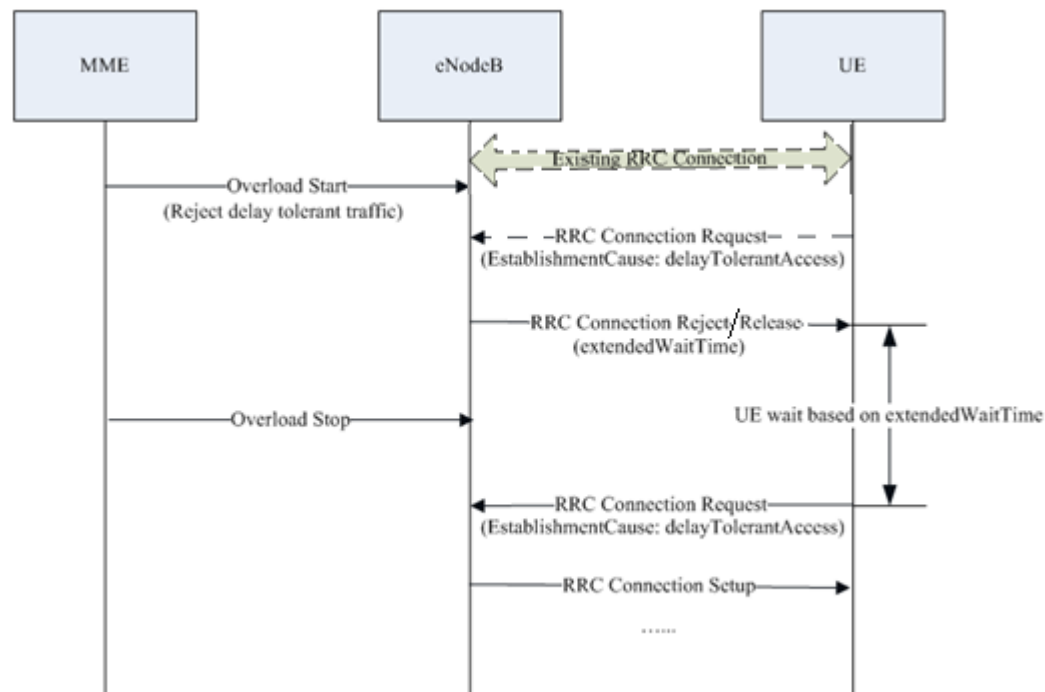 MME
eNodeB
UE
Existing RRC Connection
Overload Start
(Reject delay tolerant traffic)
RRC Connection Request
(EstablishmentCause: delayTolerantAccess)
RRC Connection Reject/Release
(extendedWaitTime)
Overload Stop
UE wait based on extendedWaitTime
RRC Connection Request
(EstablishmentCause: delayTolerantAccess)
RRC Connection Setup
......